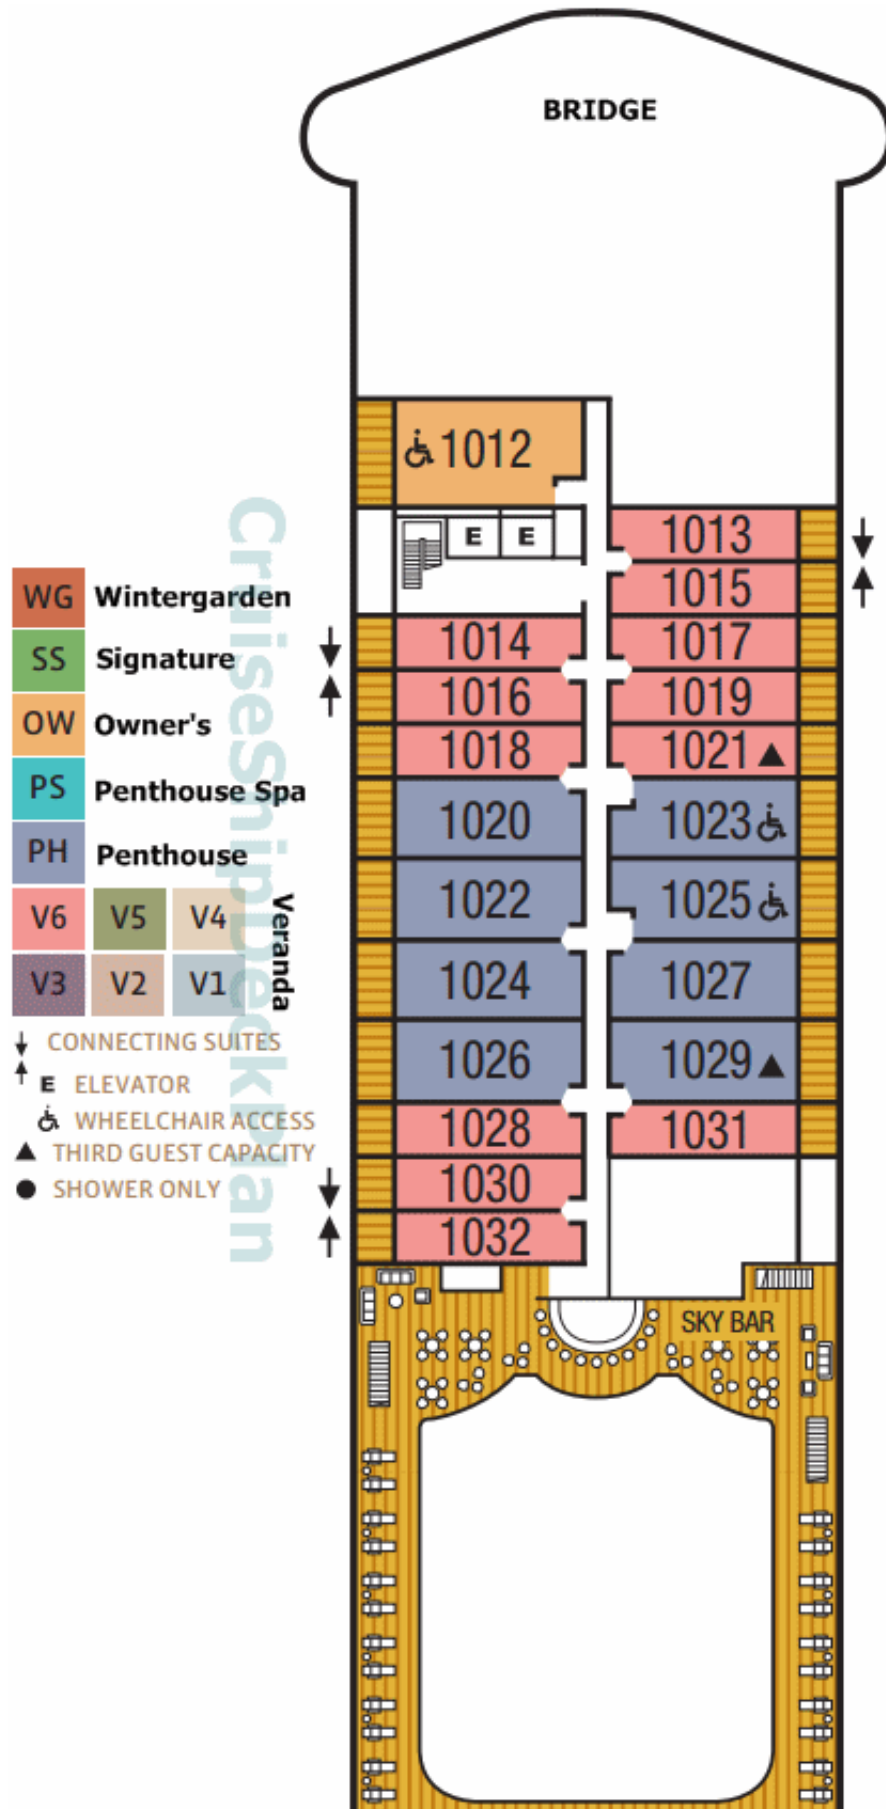 BRIDGE
1012
E E
1013
1015
1014 1017
1016 1019
1018 1021
1020 1023
1022 1025
1024 1027
1026 1029
1028 1031
1030
1032
SKY BAR
WG Wintergarden
SS Signature
OW Owner's
PS Penthouse Spa
PH Penthouse
V6 V5 V4
V3 V2 V1
Veranda
CONNECTING SUITES
E ELEVATOR
WHEELCHAIR ACCESS
THIRD GUEST CAPACITY
SHOWER ONLY
CruiseShipDeckPlan